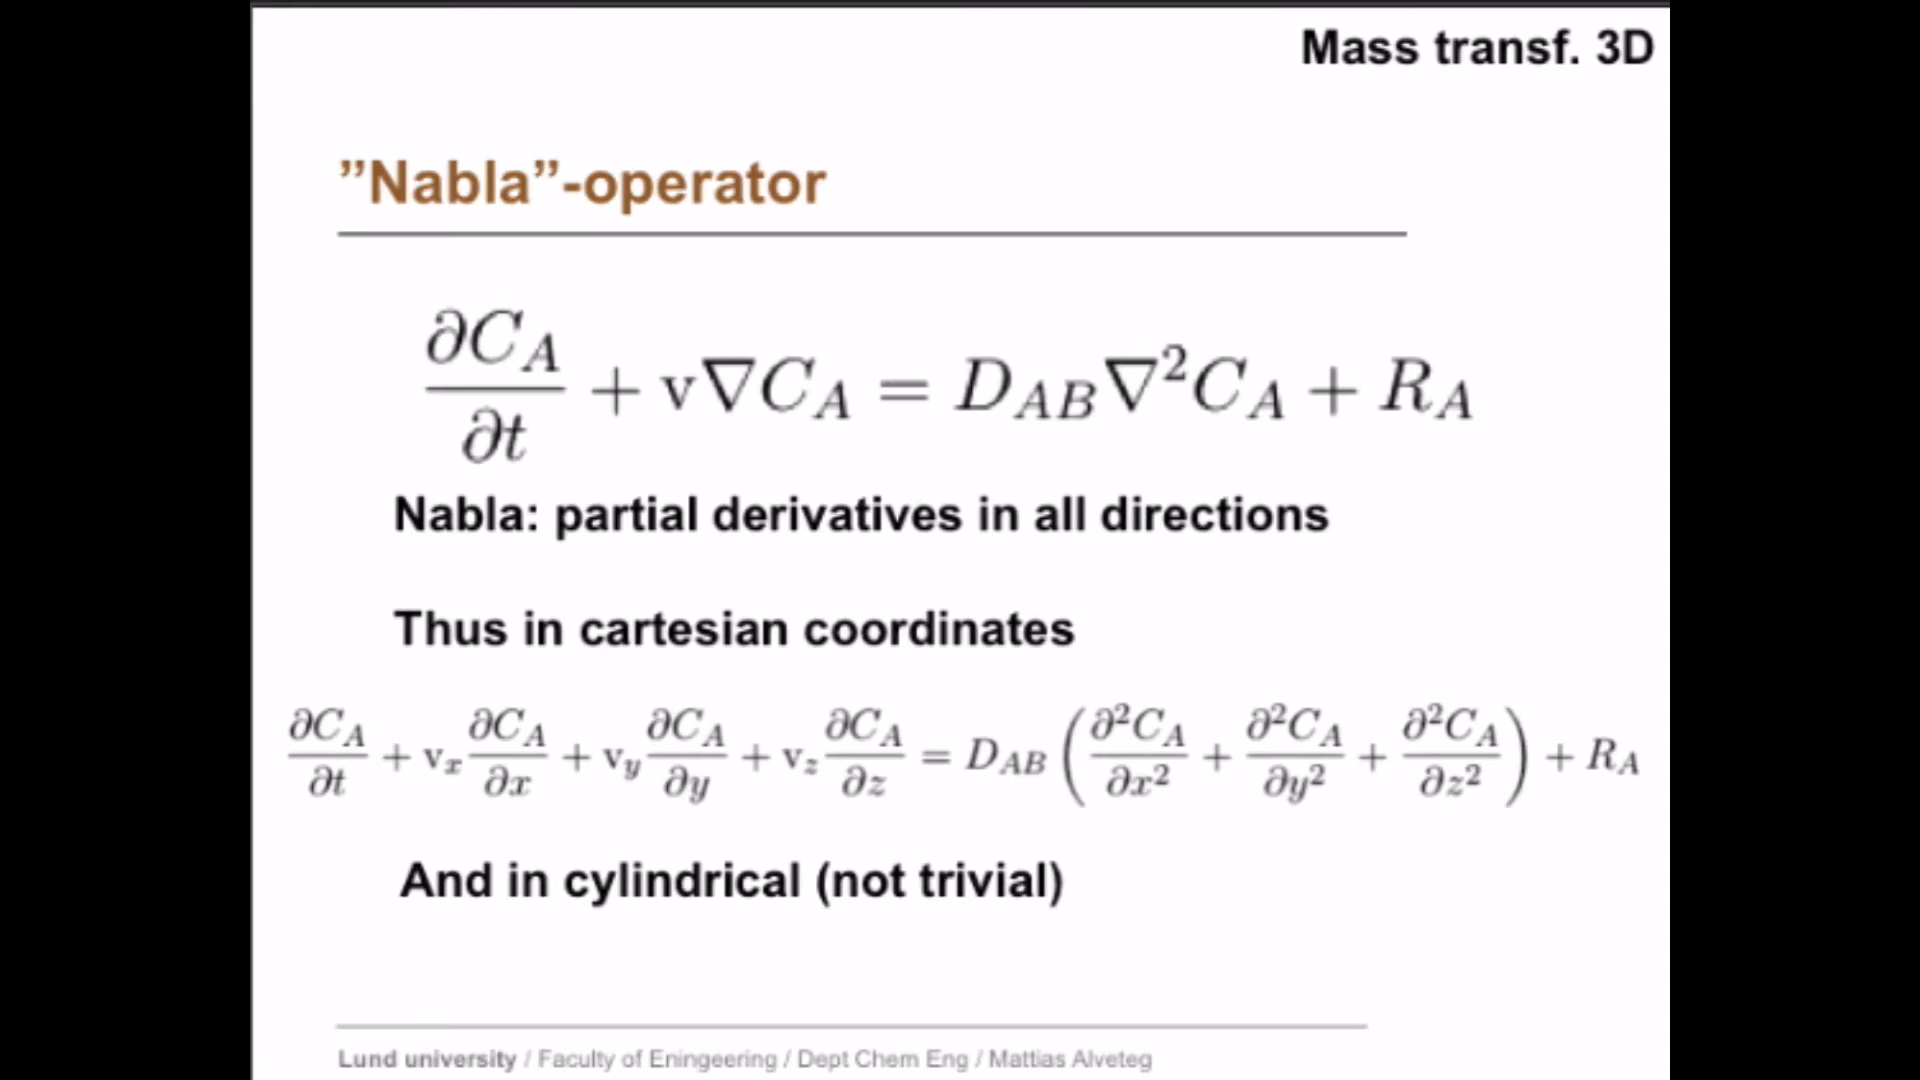 Mass transf. 3D
”Nabla”-operator
∂C_A/∂t + v∇C_A = D_AB∇²C_A + R_A
Nabla: partial derivatives in all directions
Thus in cartesian coordinates
∂C_A/∂t + v_x ∂C_A/∂x + v_y ∂C_A/∂y + v_z ∂C_A/∂z = D_AB (∂²C_A/∂x² + ∂²C_A/∂y² + ∂²C_A/∂z²) + R_A
And in cylindrical (not trivial)
Lund university / Faculty of Eningeering / Dept Chem Eng / Mattias Alveteg